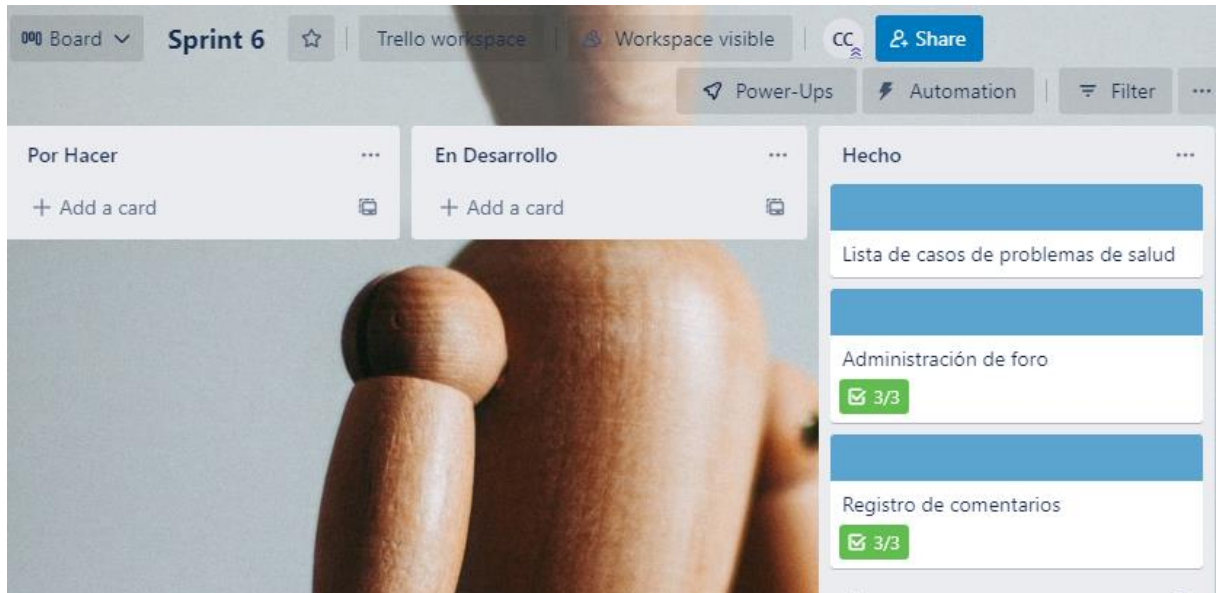 Board
Sprint 6
Trello workspace
Workspace visible
CC
Share
Power-Ups
Automation
Filter
Por Hacer
+ Add a card
En Desarrollo
+ Add a card
Hecho
Lista de casos de problemas de salud
Administración de foro
3/3
Registro de comentarios
3/3